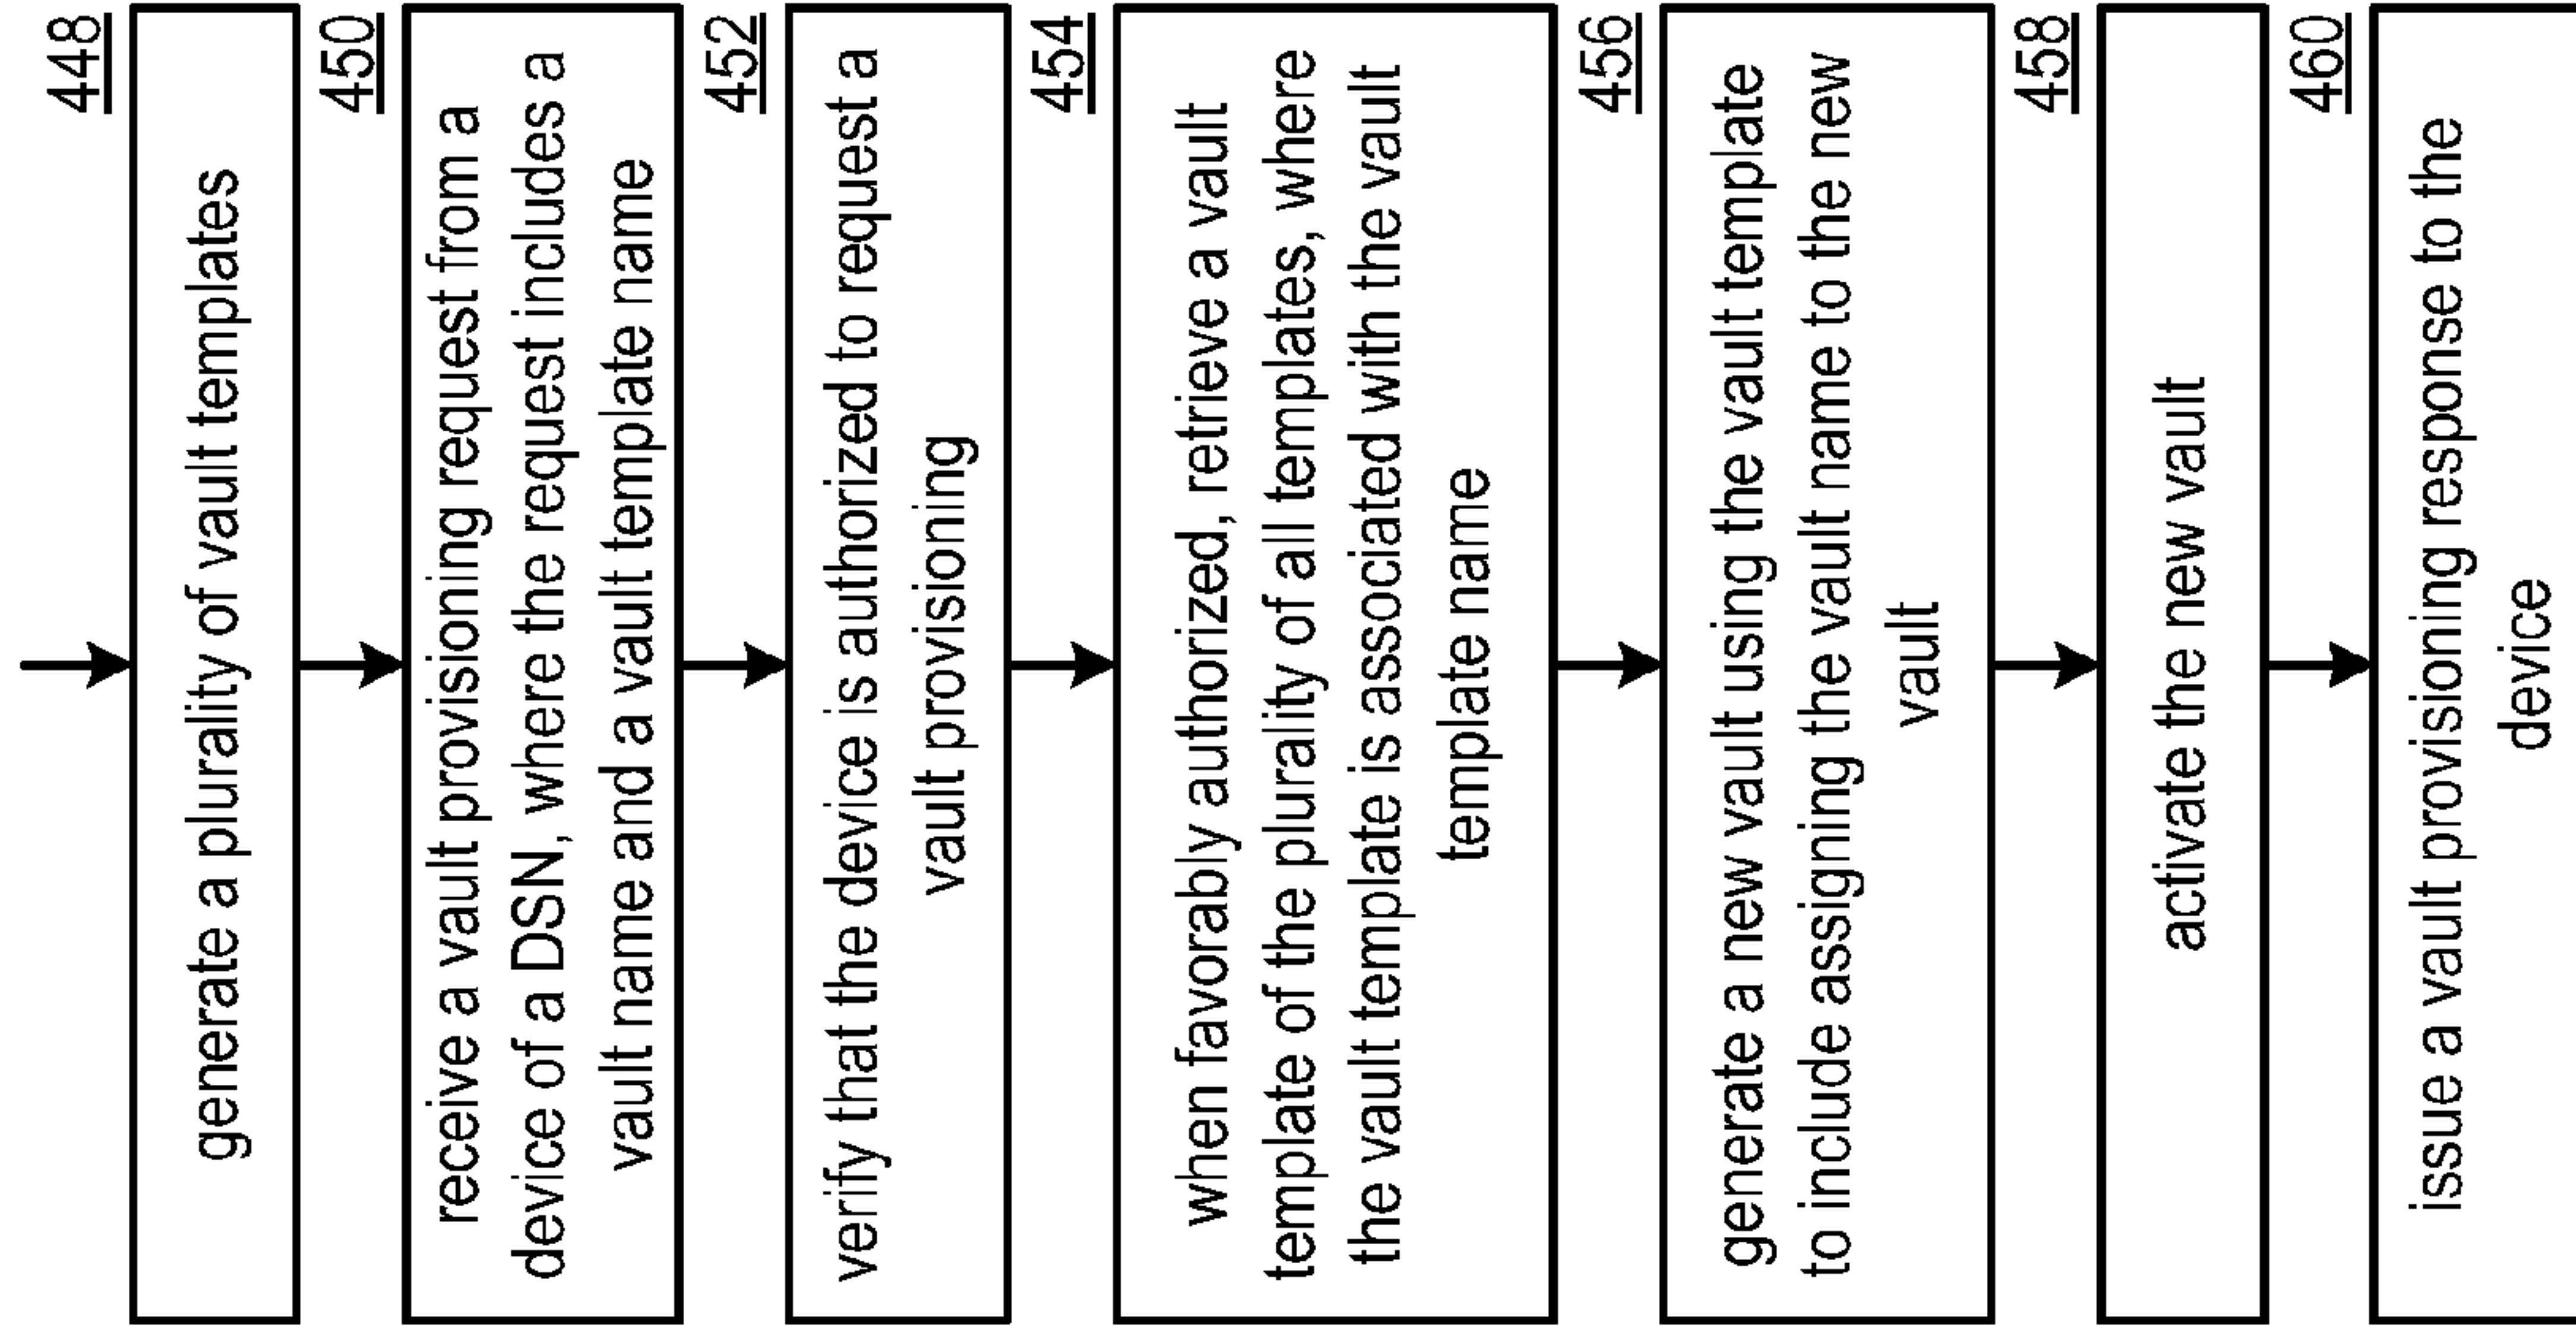 448
generate a plurality of vault templates
450
receive a vault provisioning request from a
device of a DSN, where the request includes a
vault name and a vault template name
452
verify that the device is authorized to request a
vault provisioning
454
when favorably authorized, retrieve a vault
template of the plurality of all templates, where
the vault template is associated with the vault
template name
456
generate a new vault using the vault template
to include assigning the vault name to the new
vault
458
activate the new vault
460
issue a vault provisioning response to the
device